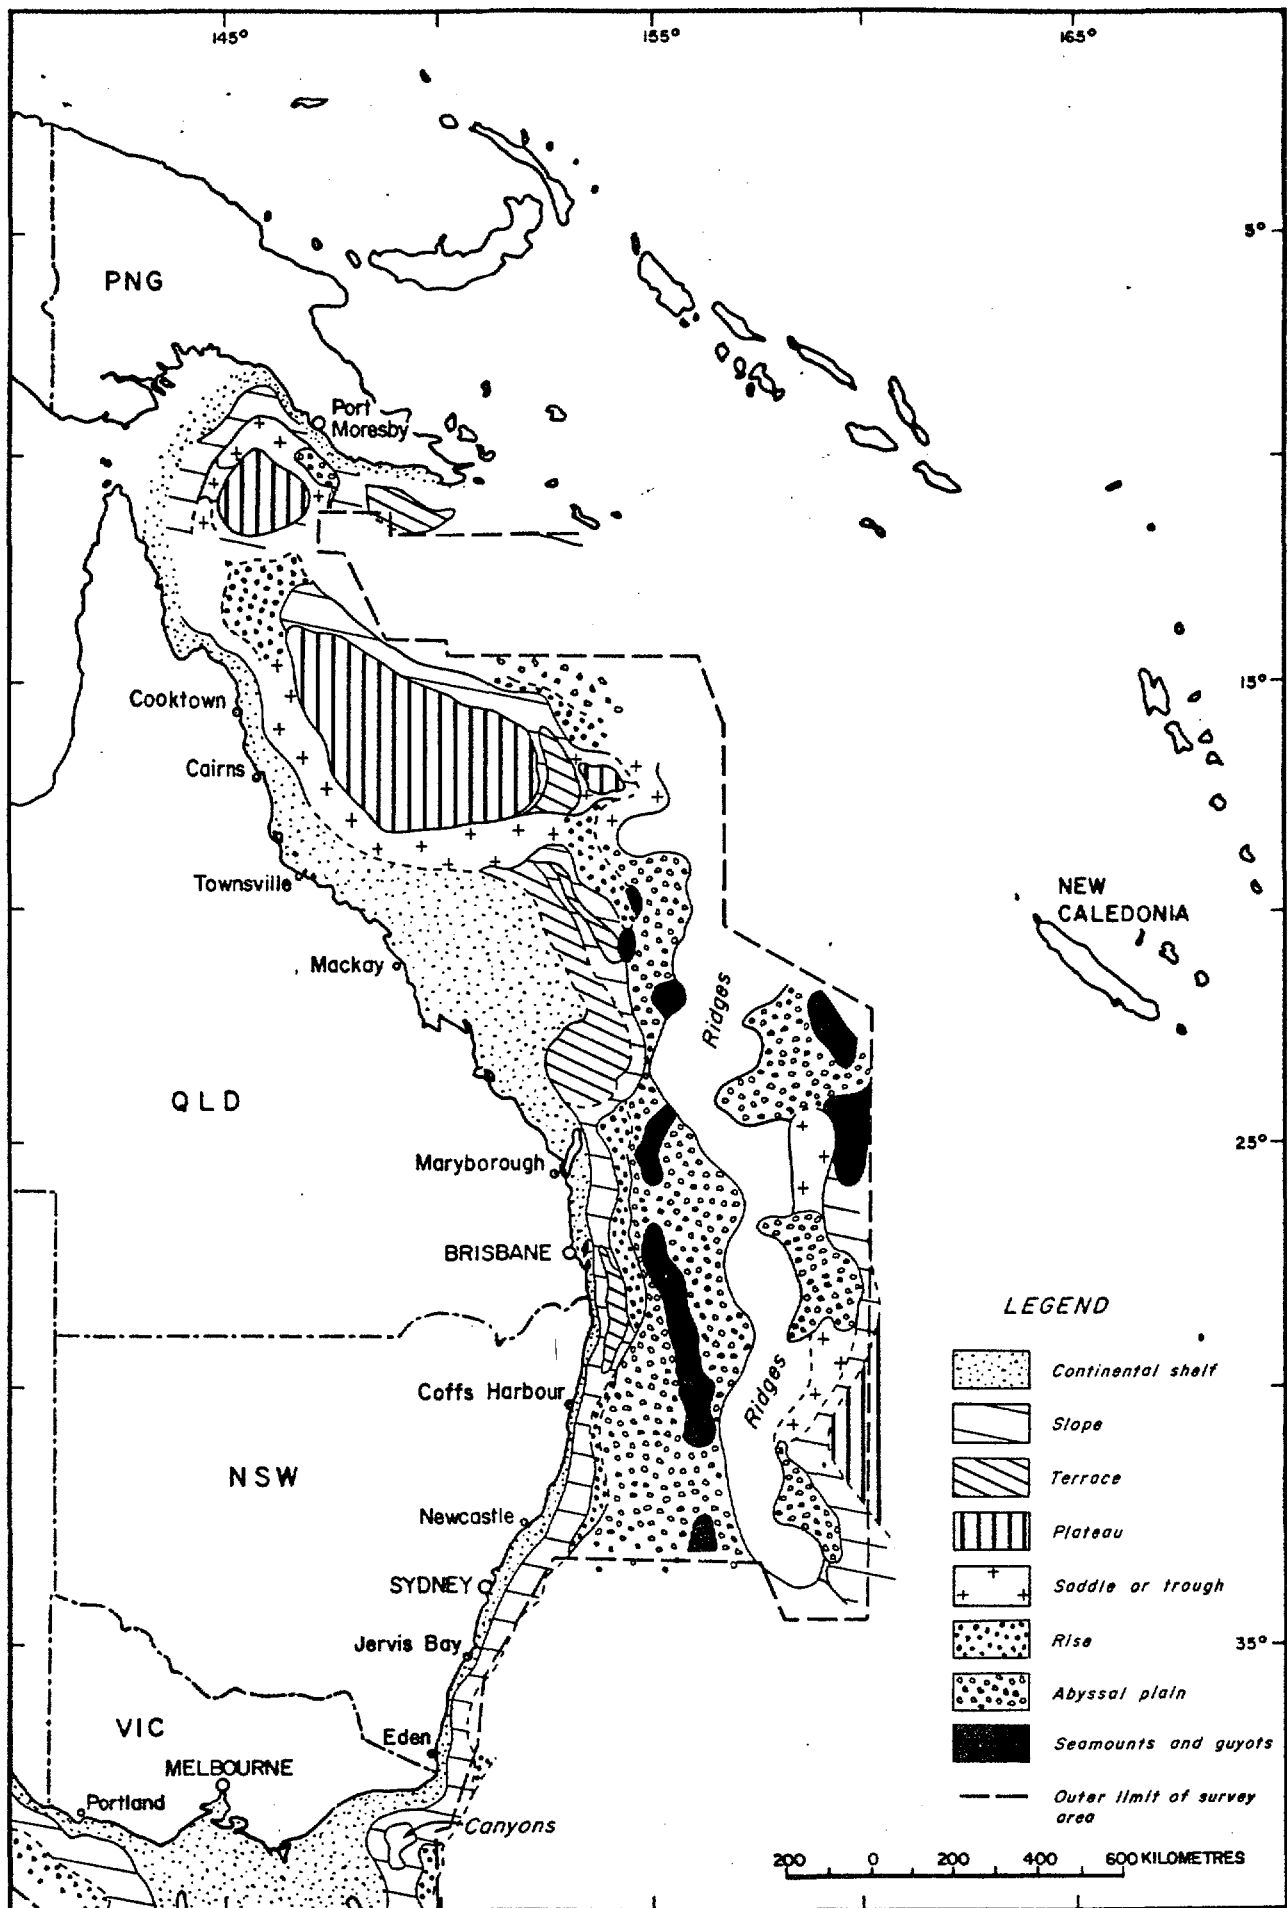 145°
155°
165°
5°
PNG
Port
Moresby
15°
Cooktown
Cairns
Townsville
NEW
CALEDONIA
Mackay
Ridges
QLD
25°
Maryborough
BRISBANE
LEGEND
Continental shelf
Coffs Harbour
Ridges
Slope
NSW
Terrace
Newcastle
Plateau
SYDNEY
Saddle or trough
Jervis Bay
Rise
35°
Abyssal plain
VIC
Eden
Seamounts and guyots
MELBOURNE
Portland
Outer limit of survey
area
Canyons
200 0 200 400 600 KILOMETRES